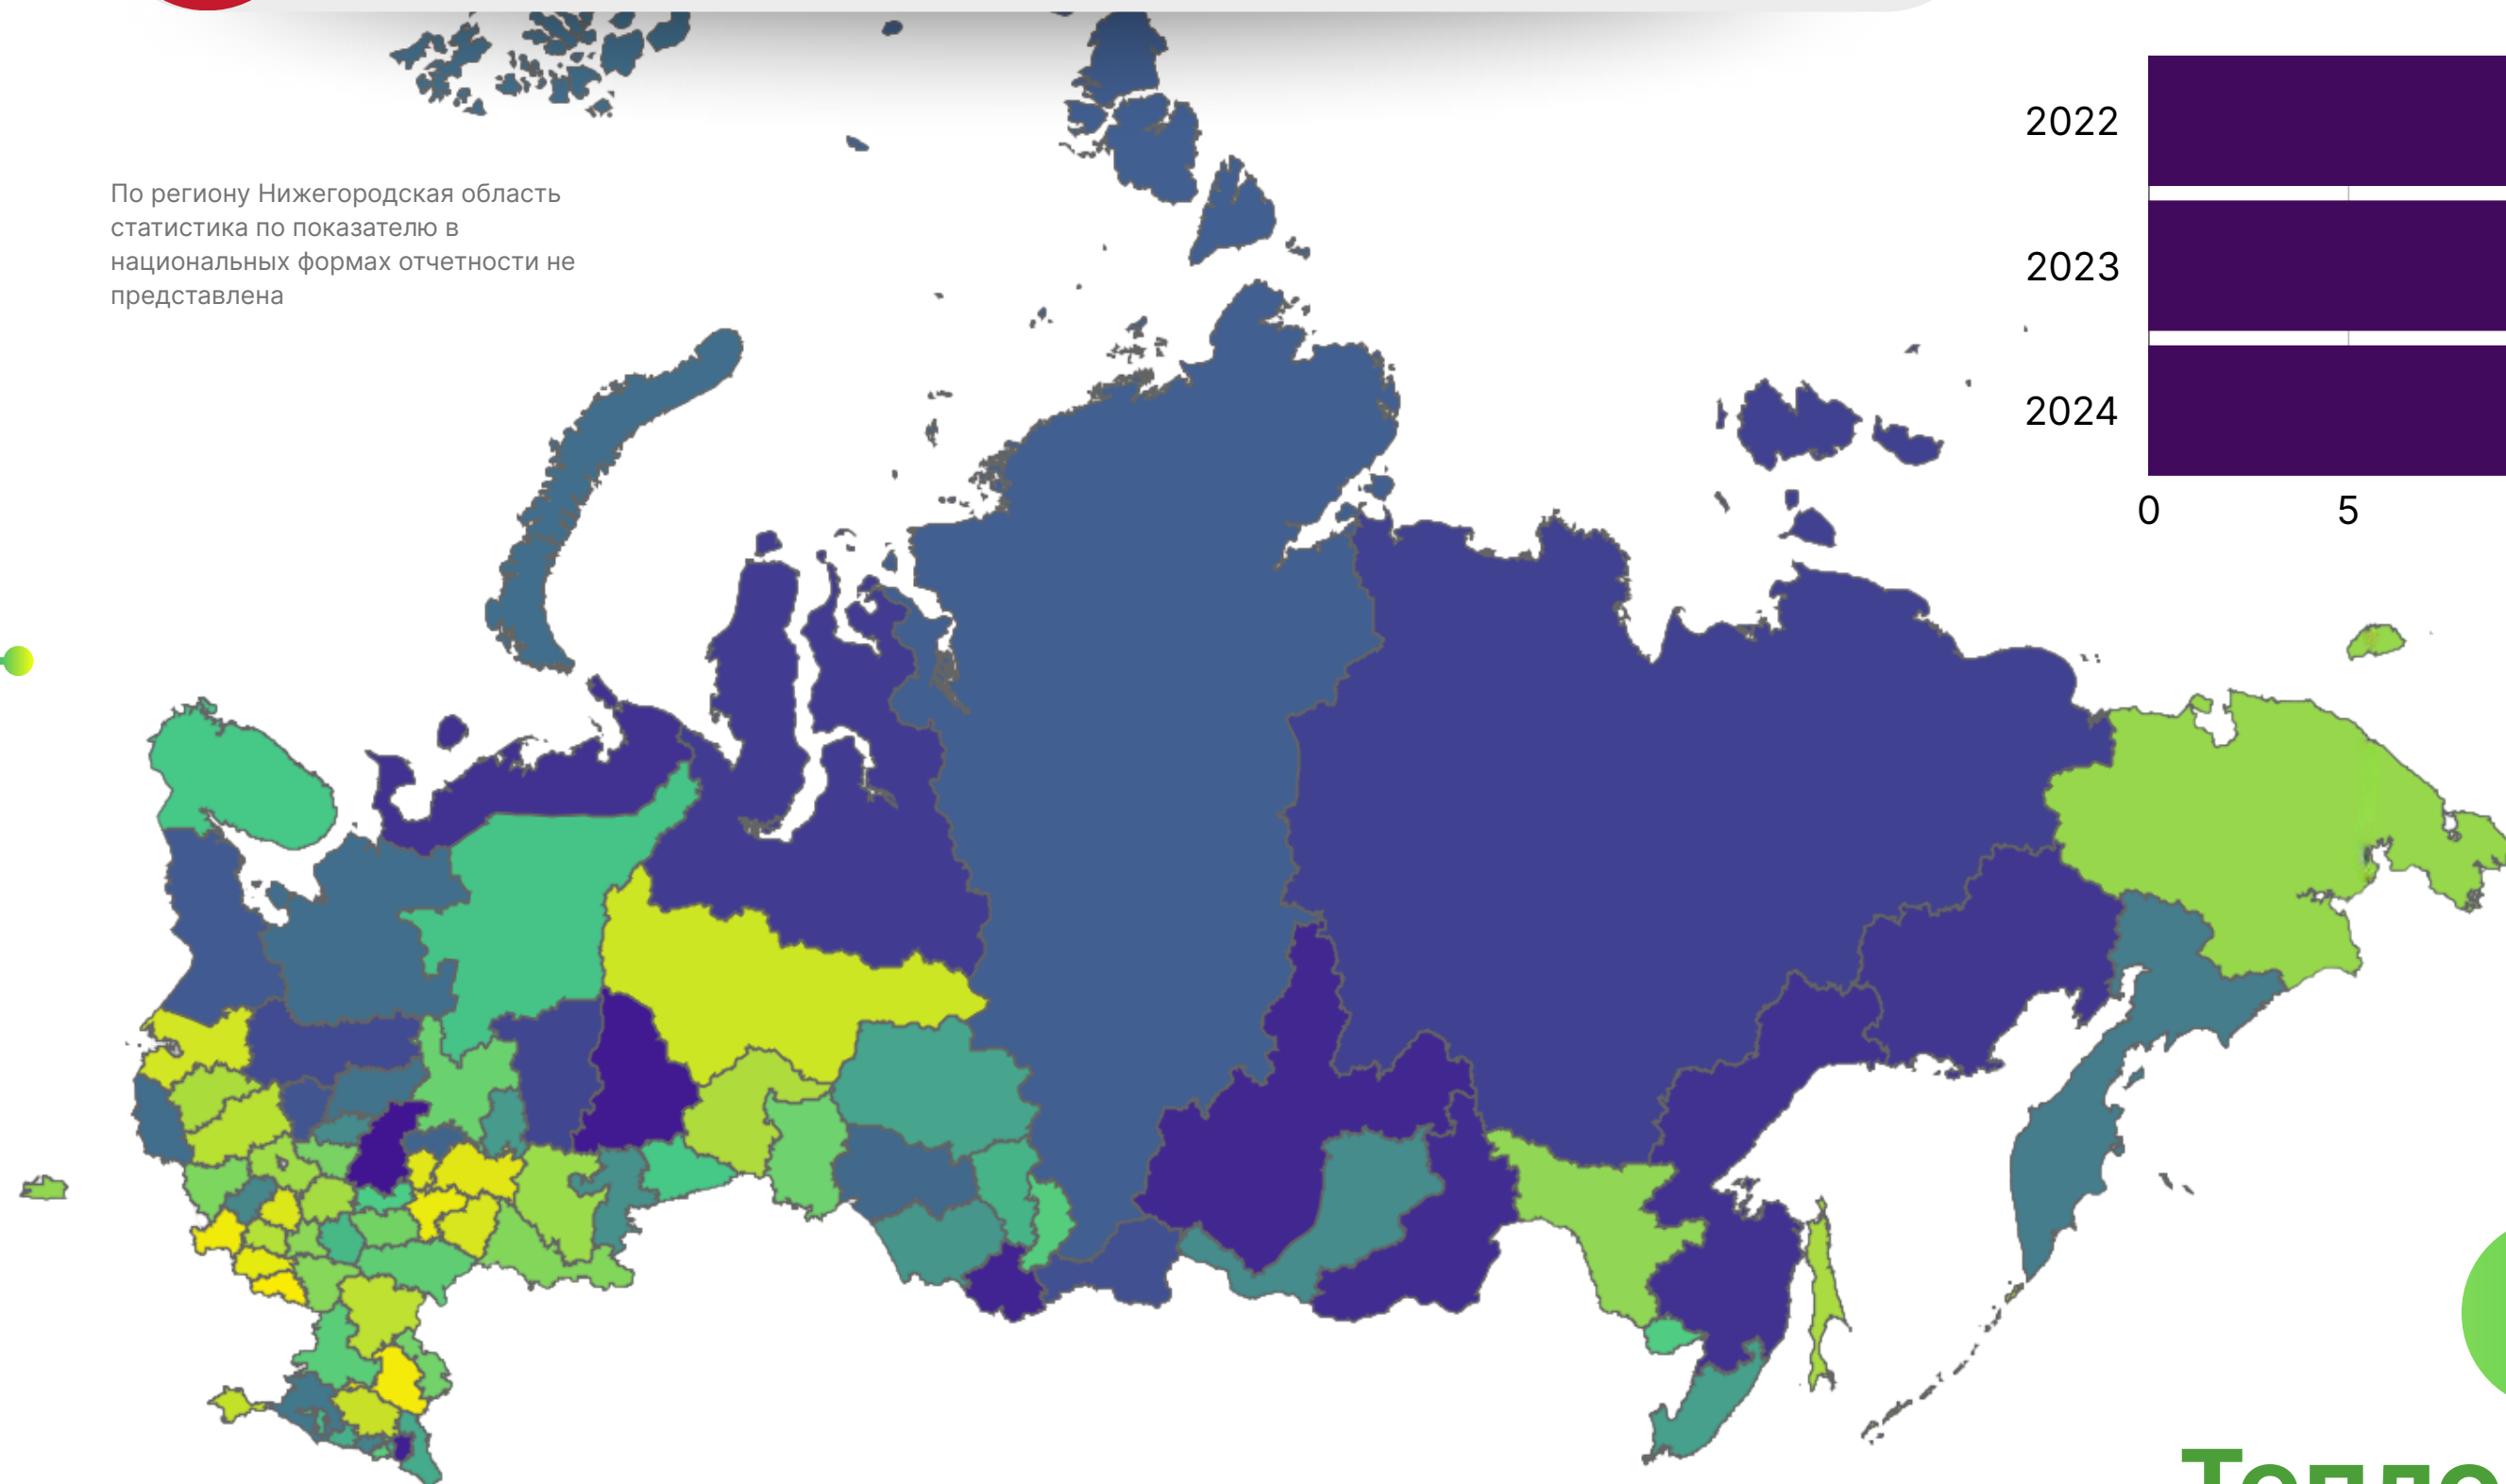 По региону Нижегородская область
статистика по показателю в
национальных формах отчетности не
представлена
2022
2023
2024
0 5